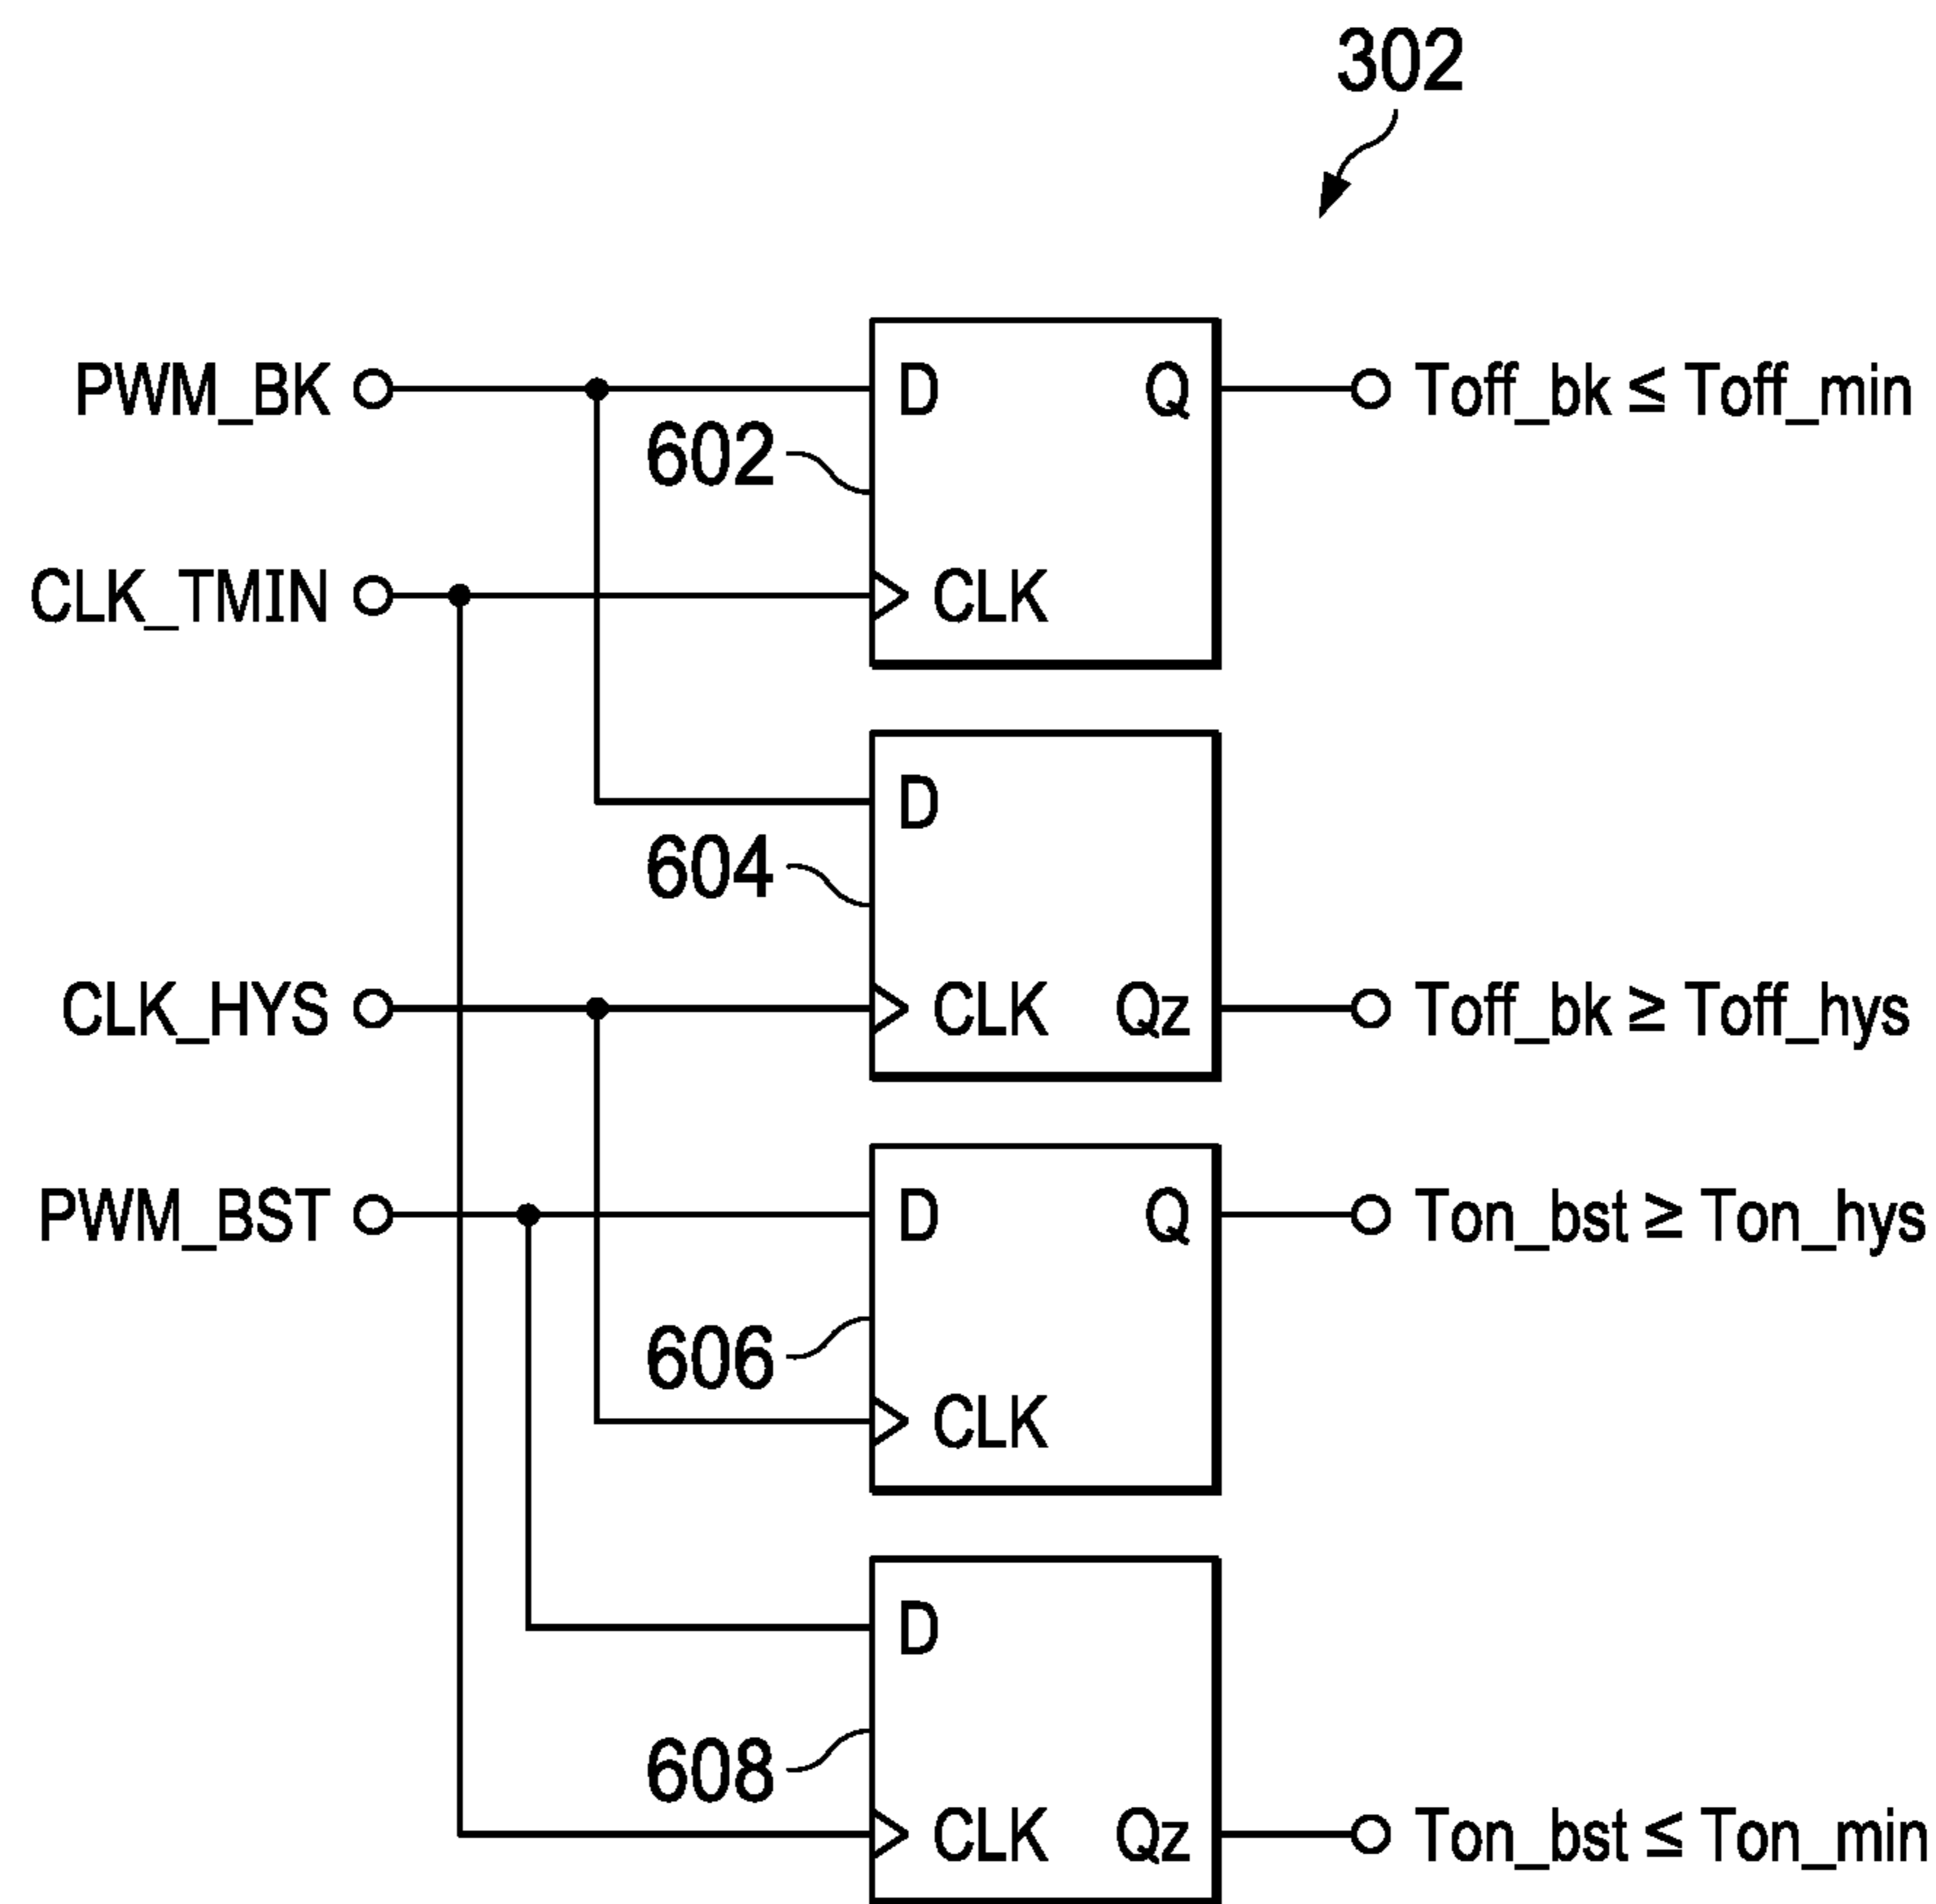 302
PWM_BK
D
Q
Toff_bk ≤ Toff_min
602
CLK_TMIN
CLK
D
604
CLK_HYS
CLK
Qz
Toff_bk ≥ Toff_hys
PWM_BST
D
Q
Ton_bst ≥ Ton_hys
606
CLK
D
608
CLK
Qz
Ton_bst ≤ Ton_min